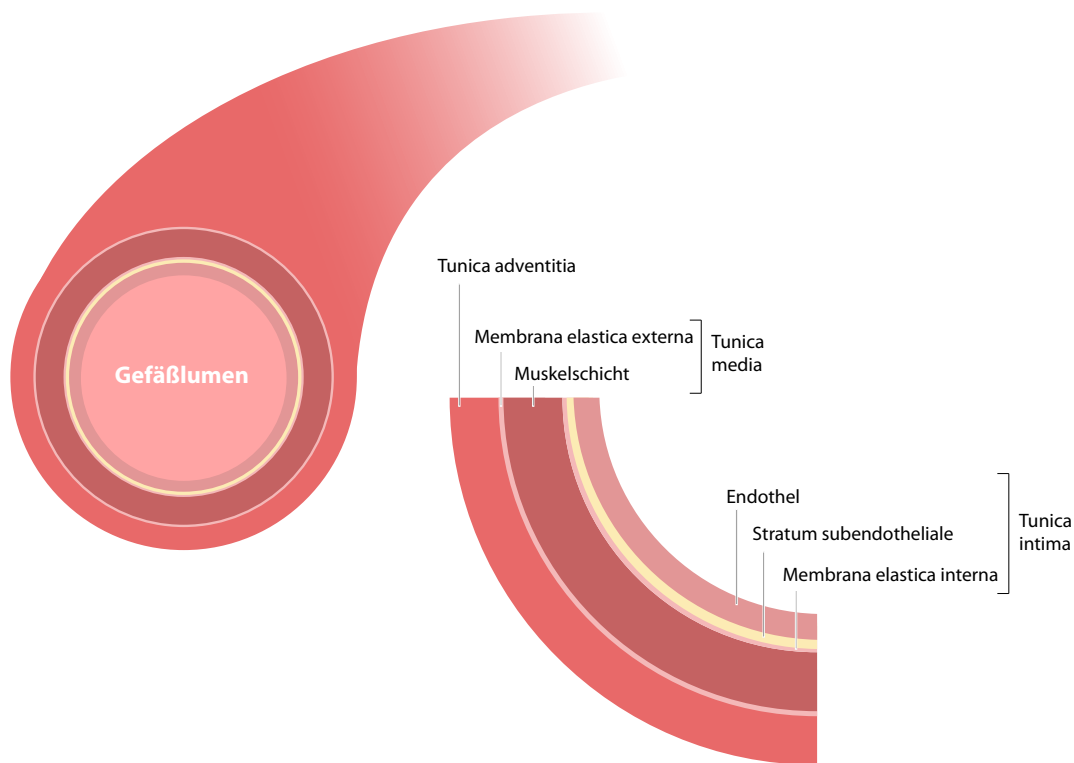 Tunica adventitia
Membrana elastica externa
Tunica
media
Muskelschicht
Gefäßlumen
Endothel
Stratum subendotheliale
Tunica
intima
Membrana elastica interna